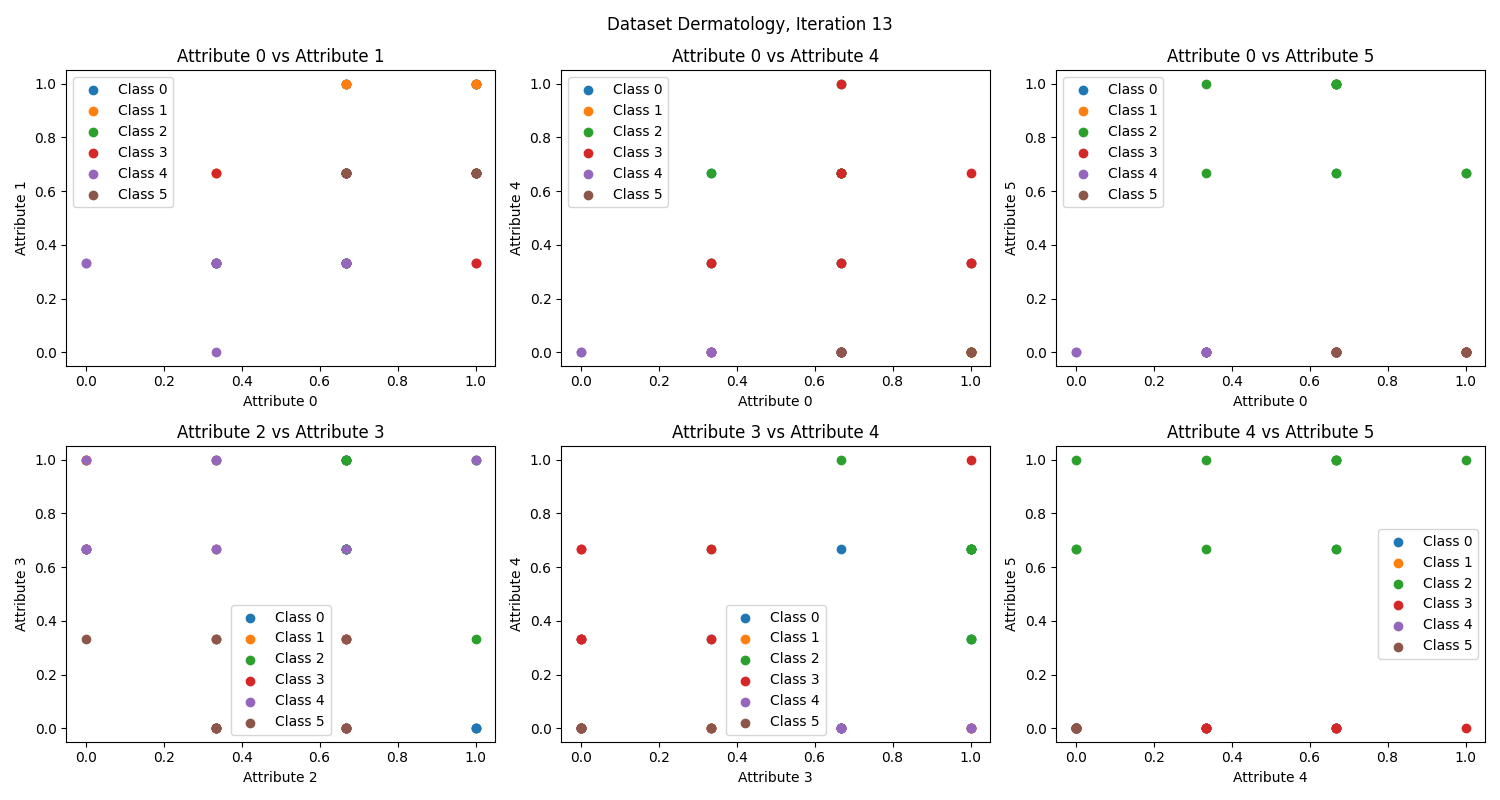 Dataset Dermatology, Iteration 13
Attribute 0 vs Attribute 1
1.0
0.8
0.6
0.4
0.2
0.0
Attribute 1
Class 0
Class 1
Class 2
Class 3
Class 4
Class 5
0.0 0.2 0.4 0.6 0.8 1.0
Attribute 0
Attribute 0 vs Attribute 4
1.0
0.8
0.6
0.4
0.2
0.0
Attribute 4
Class 0
Class 1
Class 2
Class 3
Class 4
Class 5
0.0 0.2 0.4 0.6 0.8 1.0
Attribute 0
Attribute 0 vs Attribute 5
1.0
0.8
0.6
0.4
0.2
0.0
Attribute 5
Class 0
Class 1
Class 2
Class 3
Class 4
Class 5
0.0 0.2 0.4 0.6 0.8 1.0
Attribute 0
Attribute 2 vs Attribute 3
1.0
0.8
0.6
0.4
0.2
0.0
Attribute 3
Class 0
Class 1
Class 2
Class 3
Class 4
Class 5
0.0 0.2 0.4 0.6 0.8 1.0
Attribute 2
Attribute 3 vs Attribute 4
1.0
0.8
0.6
0.4
0.2
0.0
Attribute 4
Class 0
Class 1
Class 2
Class 3
Class 4
Class 5
0.0 0.2 0.4 0.6 0.8 1.0
Attribute 3
Attribute 4 vs Attribute 5
1.0
0.8
0.6
0.4
0.2
0.0
Attribute 5
Class 0
Class 1
Class 2
Class 3
Class 4
Class 5
0.0 0.2 0.4 0.6 0.8 1.0
Attribute 4